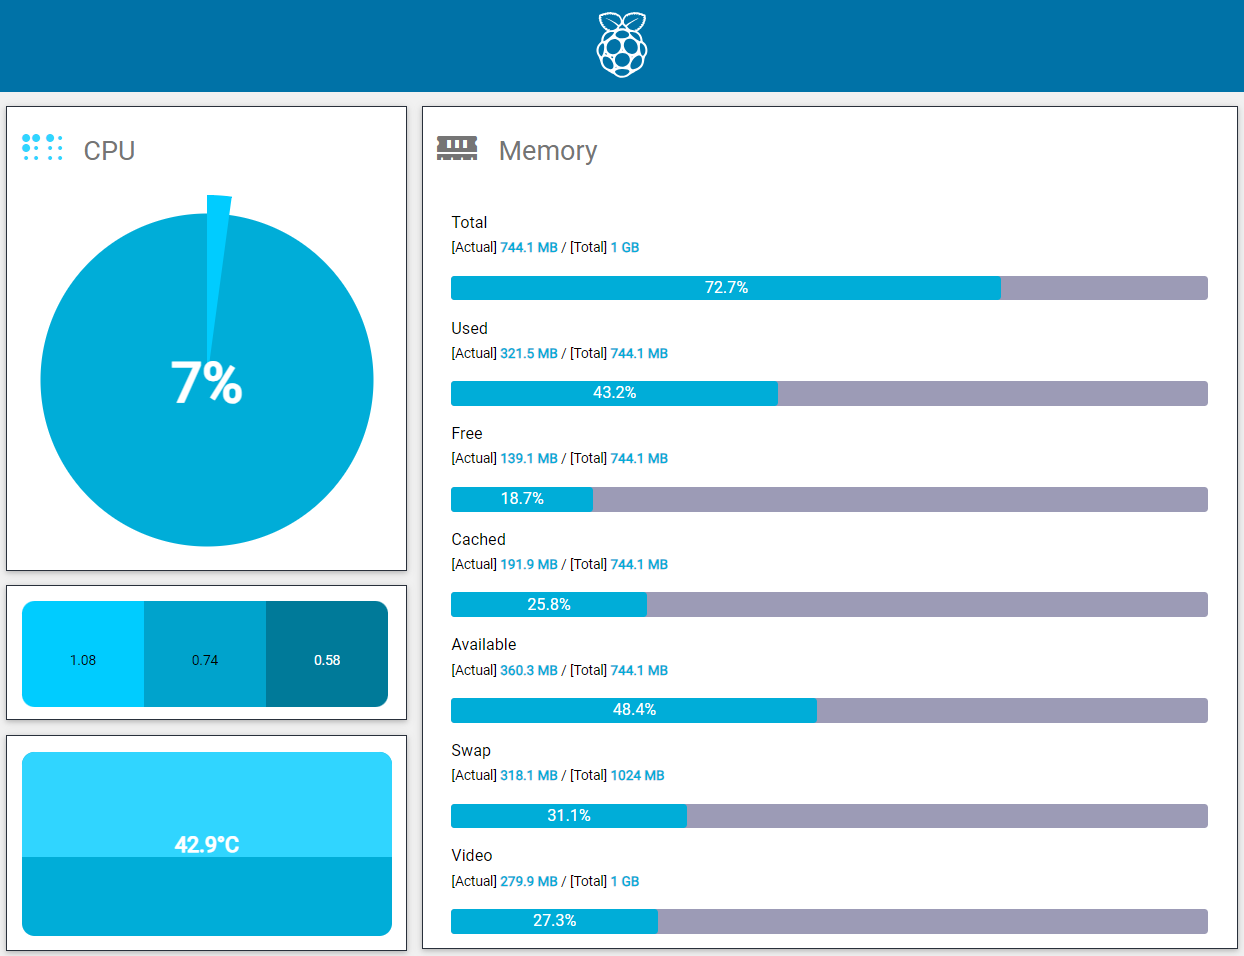 CPU
7%
1.08
0.74
0.58
42.9°C
Memory
Total
[Actual] 744.1 MB / [Total] 1 GB
72.7%
Used
[Actual] 321.5 MB / [Total] 744.1 MB
43.2%
Free
[Actual] 139.1 MB / [Total] 744.1 MB
18.7%
Cached
[Actual] 191.9 MB / [Total] 744.1 MB
25.8%
Available
[Actual] 360.3 MB / [Total] 744.1 MB
48.4%
Swap
[Actual] 318.1 MB / [Total] 1024 MB
31.1%
Video
[Actual] 279.9 MB / [Total] 1 GB
27.3%